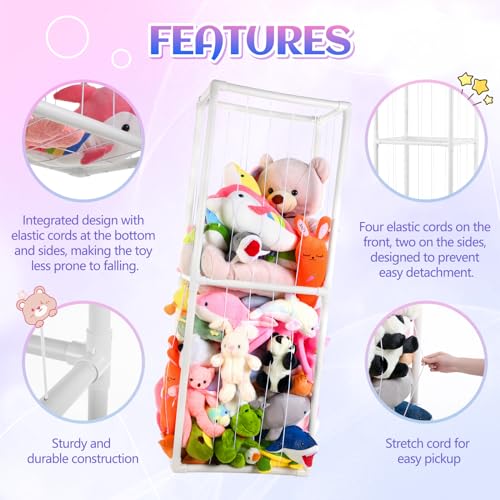 FEATURES
Integrated design with
elastic cords at the bottom
and sides, making the toy
less prone to falling.
Four elastic cords on the
front, two on the sides,
designed to prevent
easy detachment.
Sturdy and
durable construction
Stretch cord for
easy pickup